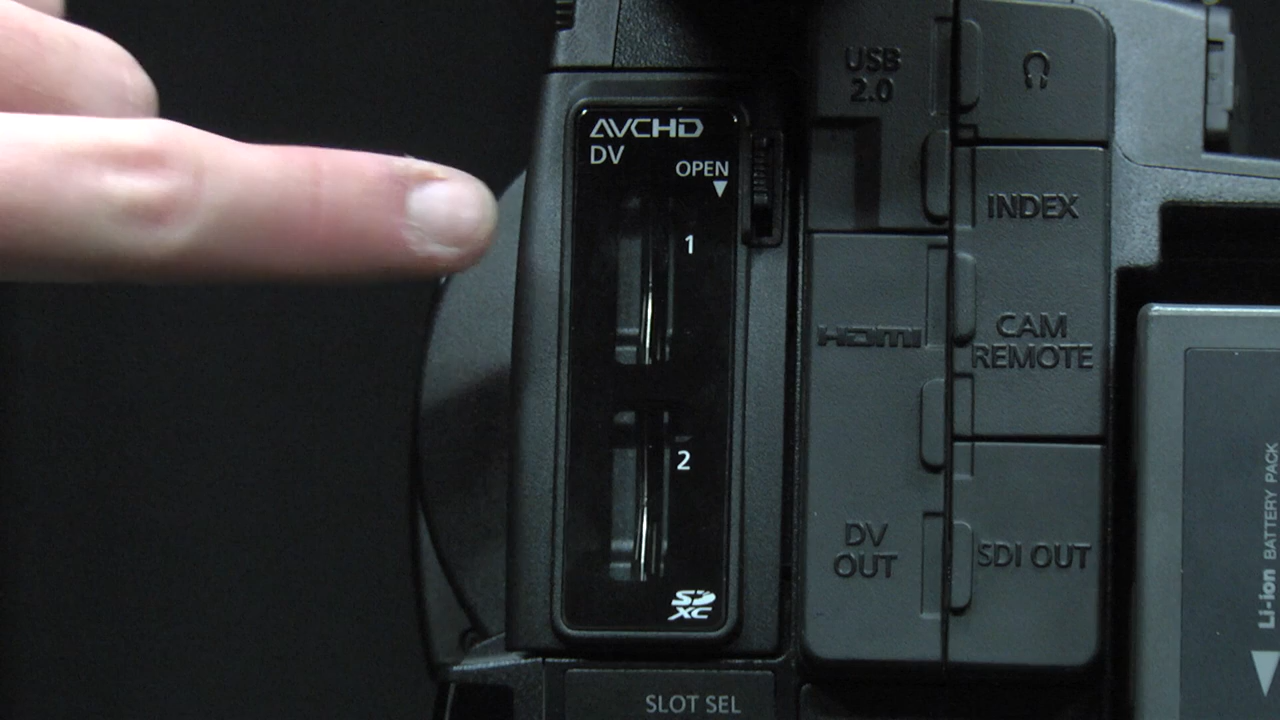 AVCHD
DV
OPEN
1
2
SD
XC
SLOT SEL
USB
2.0
HDMI
DV
OUT
INDEX
CAM
REMOTE
SDI OUT
Li-ion BATTERY PACK